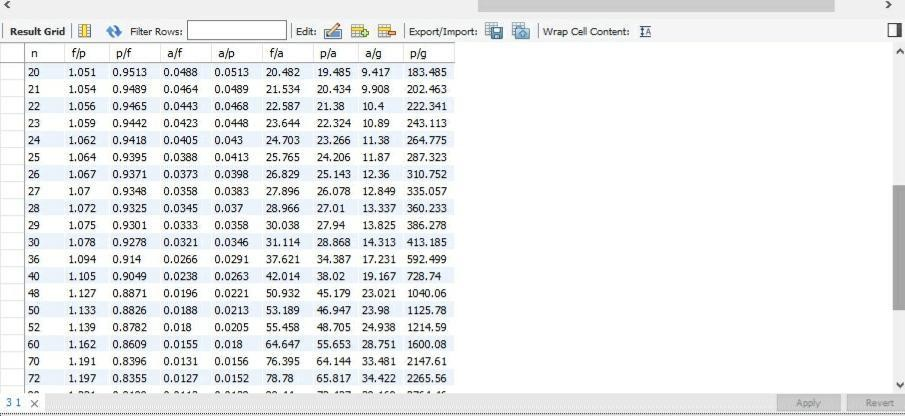 Result Grid Filter Rows: Edit: Export/Import: Wrap Cell Content: IA
n f/p p/f a/f a/p f/a p/a a/g p/g
20 1.051 0.9513 0.0488 0.0513 20.482 19.485 9.417 183.485
21 1.054 0.9489 0.0464 0.0489 21.534 20.434 9.908 202.463
22 1.056 0.9465 0.0443 0.0468 22.587 21.38 10.4 222.341
23 1.059 0.9442 0.0423 0.0448 23.644 22.324 10.89 243.113
24 1.062 0.9418 0.0405 0.043 24.703 23.266 11.38 264.775
25 1.064 0.9395 0.0388 0.0413 25.765 24.206 11.87 287.323
26 1.067 0.9371 0.0373 0.0398 26.829 25.143 12.36 310.752
27 1.07 0.9348 0.0358 0.0383 27.896 26.078 12.849 335.057
28 1.072 0.9325 0.0345 0.037 28.966 27.01 13.337 360.233
29 1.075 0.9301 0.0333 0.0358 30.038 27.94 13.825 386.278
30 1.078 0.9278 0.0321 0.0346 31.114 28.868 14.313 413.185
36 1.094 0.914 0.0266 0.0291 37.621 34.387 17.231 592.499
40 1.105 0.9049 0.0238 0.0263 42.014 38.02 19.167 728.74
48 1.127 0.8871 0.0196 0.0221 50.932 45.179 23.021 1040.06
50 1.133 0.8826 0.0188 0.0213 53.189 46.947 23.98 1125.78
52 1.139 0.8782 0.018 0.0205 55.458 48.705 24.938 1214.59
60 1.162 0.8609 0.0155 0.018 64.647 55.653 28.751 1600.08
70 1.191 0.8396 0.0131 0.0156 76.395 64.144 33.481 2147.61
72 1.197 0.8355 0.0127 0.0152 78.78 65.817 34.422 2265.56
3 1 Apply Revert